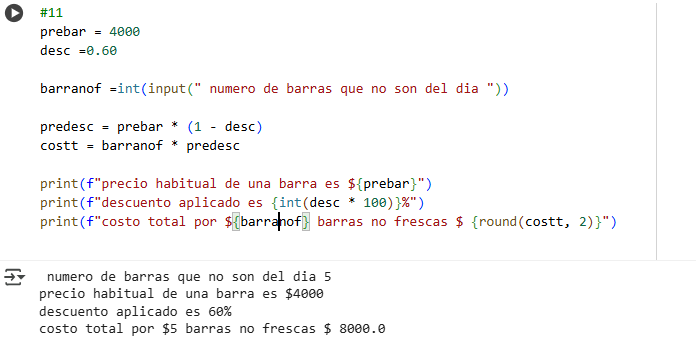 #11
prebar = 4000
desc =0.60
barranof =int(input(" numero de barras que no son del dia "))
predesc = prebar * (1 - desc)
costt = barranof * predesc
print(f"precio habitual de una barra es ${prebar}")
print(f"descuento aplicado es {int(desc * 100)}%")
print(f"costo total por ${barranof} barras no frescas $ {round(costt, 2)}")
numero de barras que no son del dia 5
precio habitual de una barra es $4000
descuento aplicado es 60%
costo total por $5 barras no frescas $ 8000.0